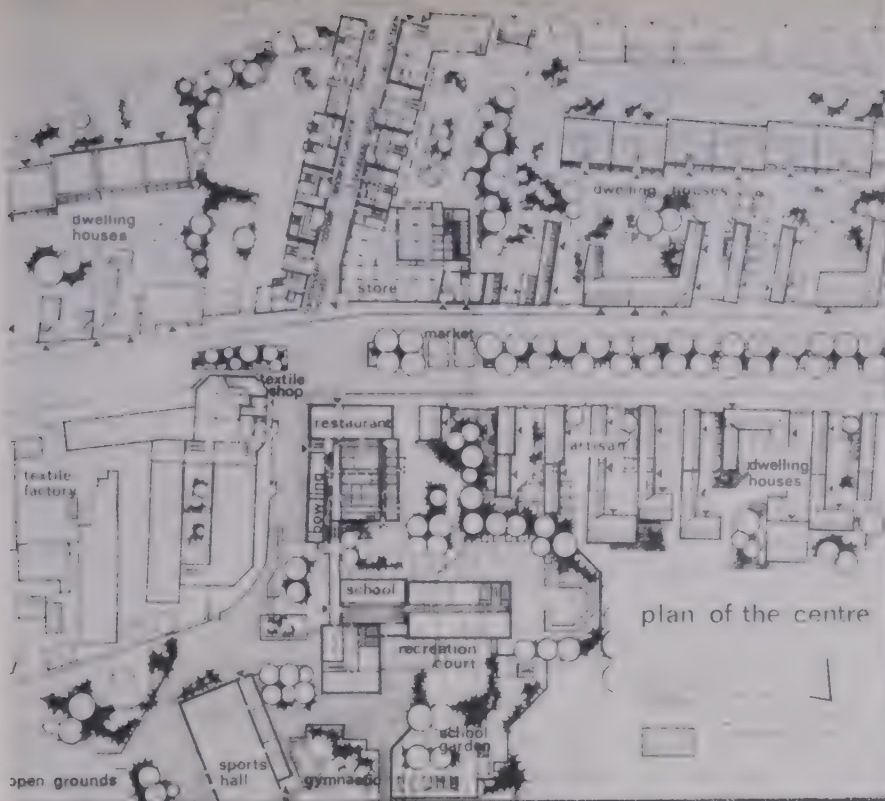 dwelling
houses
dwelling houses
store
market
textile
shop
restaurant
artisan
textile
factory
bowling
dwelling
houses
school
plan of the centre
recreation
court
school
garden
open grounds
sports
hall
gymnastic